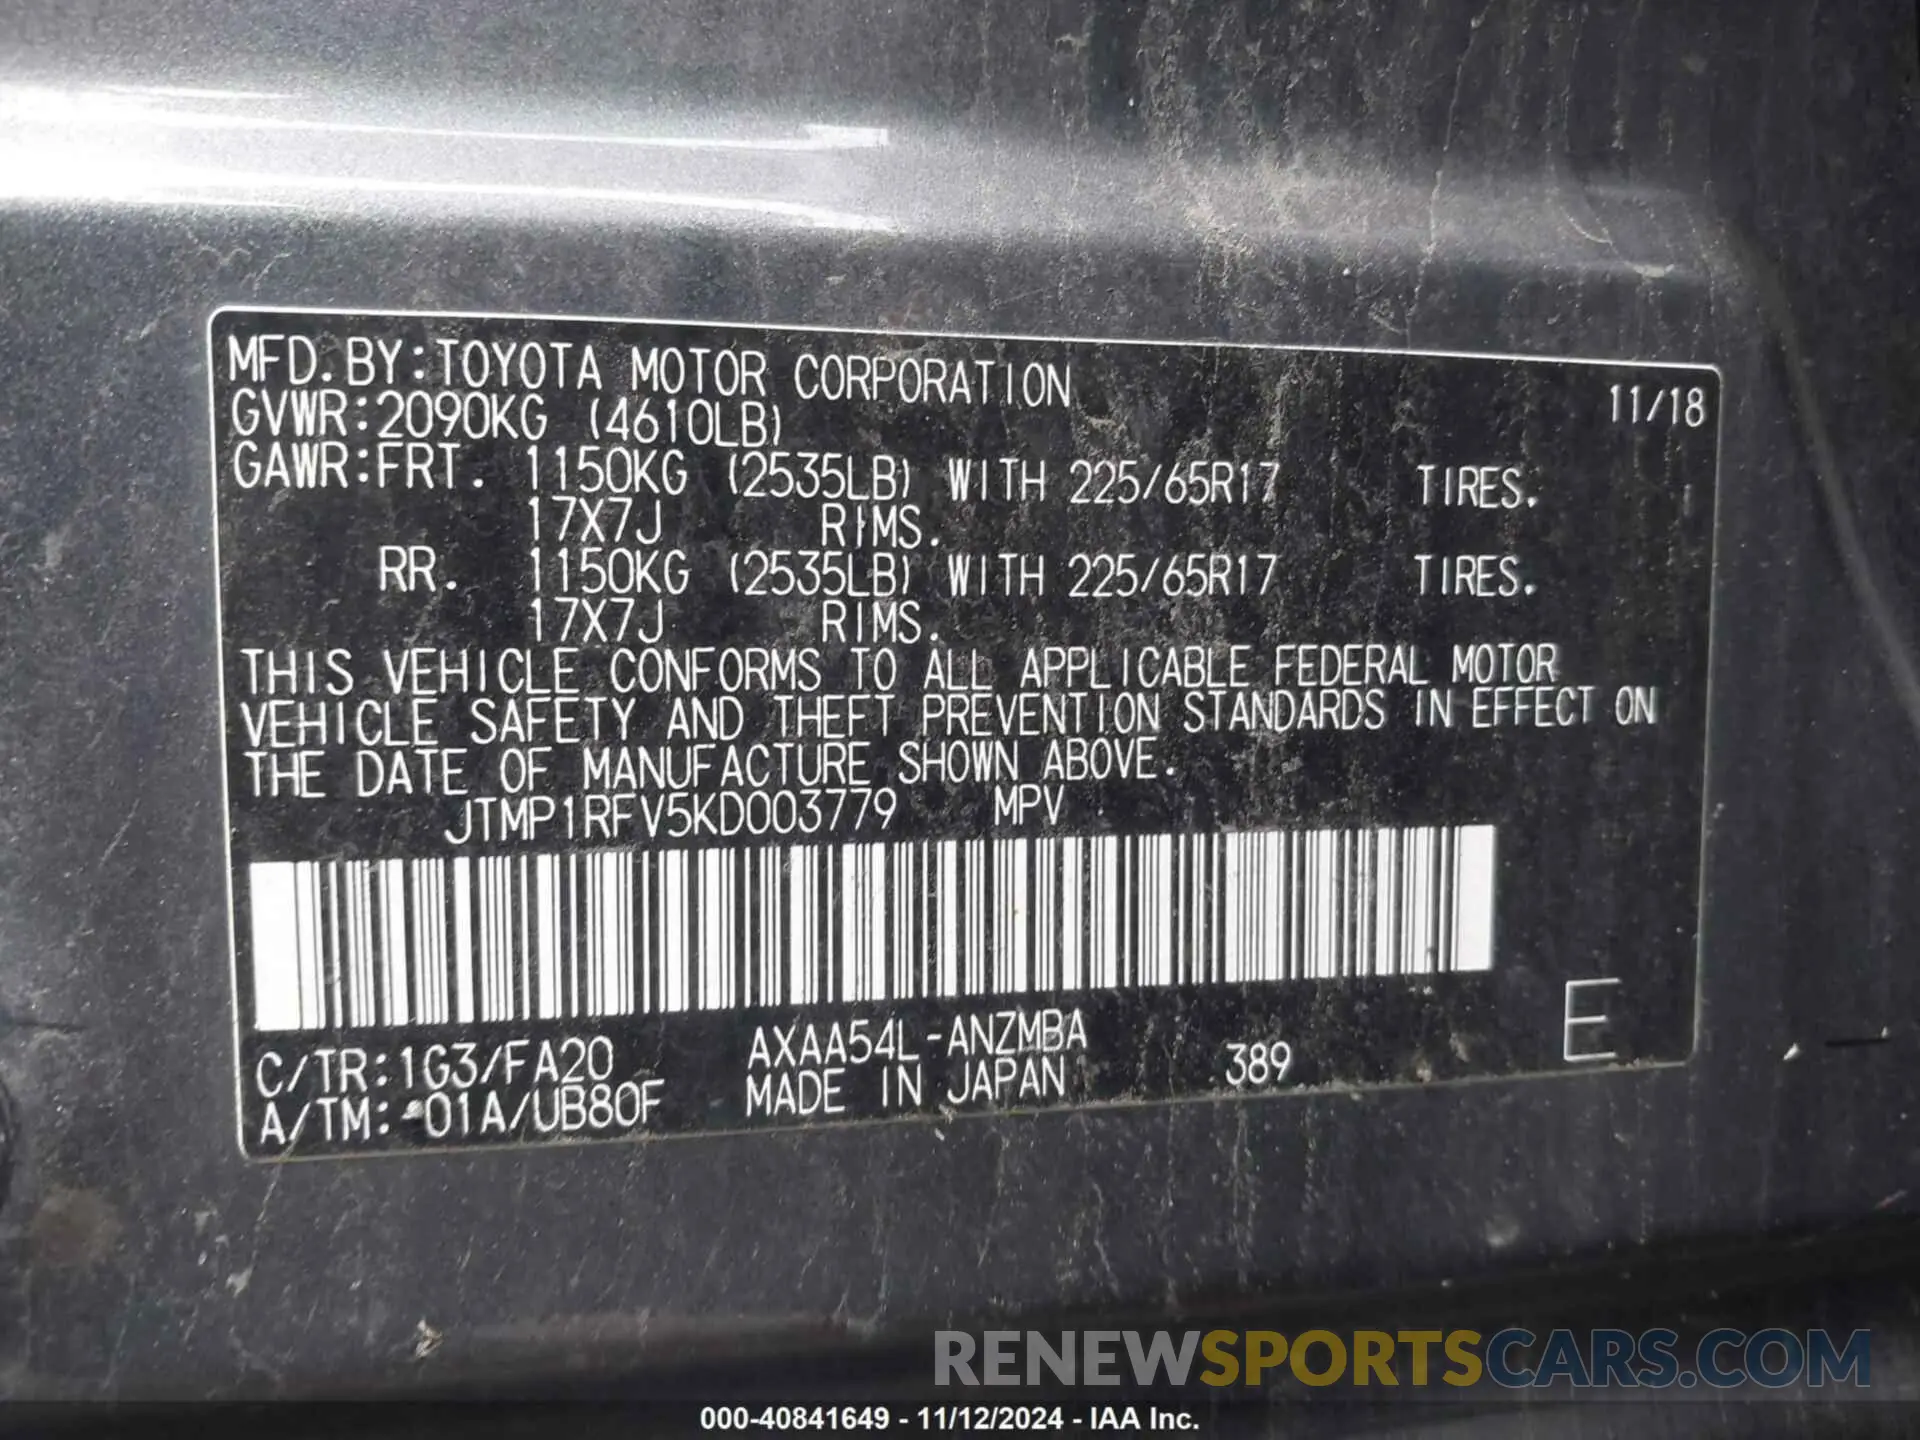 MFD.BY:TOYOTA MOTOR CORPORATION 11/18
GVWR:2090KG (4610LB)
GAWR:FRT. 1150KG (2535LB) WITH 225/65R17 TIRES.
17X7J RIMS.
RR. 1150KG (2535LB) WITH 225/65R17 TIRES.
17X7J RIMS.
THIS VEHICLE CONFORMS TO ALL APPLICABLE FEDERAL MOTOR
VEHICLE SAFETY AND THEFT PREVENTION STANDARDS IN EFFECT ON
THE DATE OF MANUFACTURE SHOWN ABOVE.
JTMP1RFV5KD003779 MPV
C/TR:1G3/FA20 AXAA54L-ANZMBA 389 E
A/TM:-01A/UB80F MADE IN JAPAN
RENEWSPORTSCARS.COM
000-40841649 - 11/12/2024 - IAA Inc.